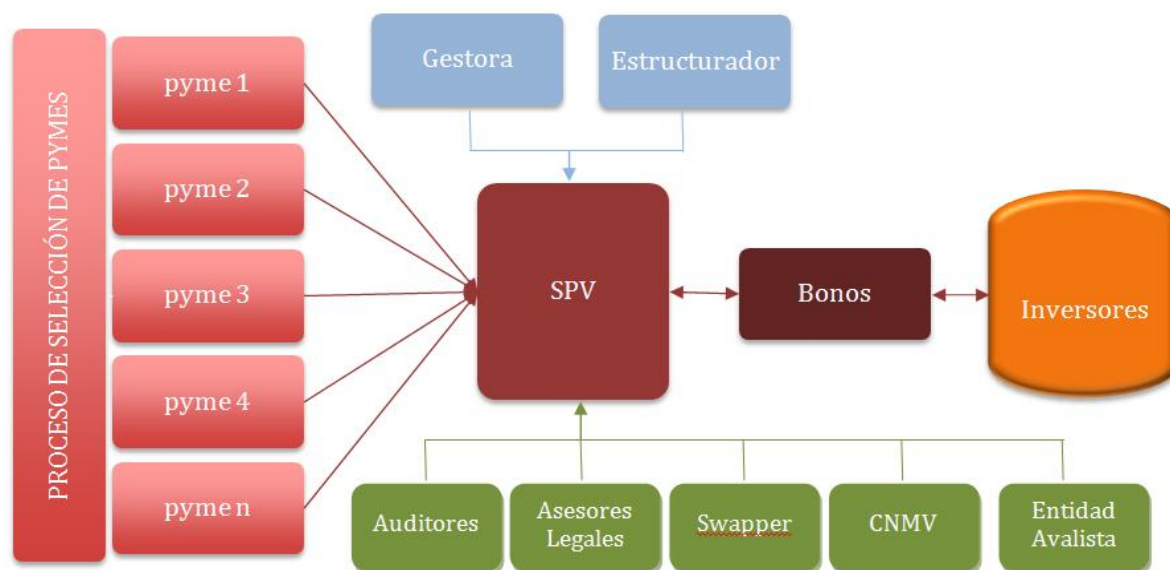 PROCESO DE SELECCIÓN DE PYMES
pyme 1
pyme 2
pyme 3
pyme 4
pyme n
Gestora
Estructurador
SPV
Bonos
Inversores
Auditores
Asesores
Legales
Swapper
CNMV
Entidad
Avalista